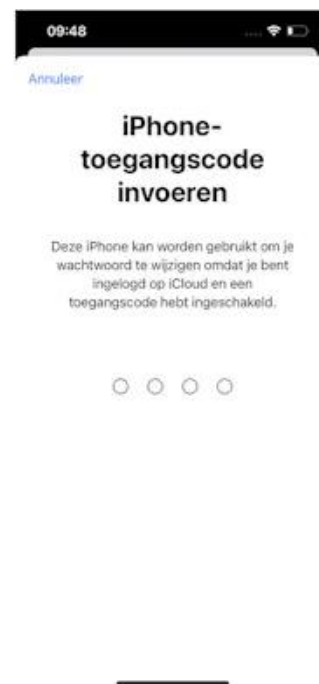 09:48
Annuleer
iPhone-
toegangscode
invoeren
Deze iPhone kan worden gebruikt om je
wachtwoord te wijzigen omdat je bent
ingelogd op iCloud en een
toegangscode hebt ingeschakeld.